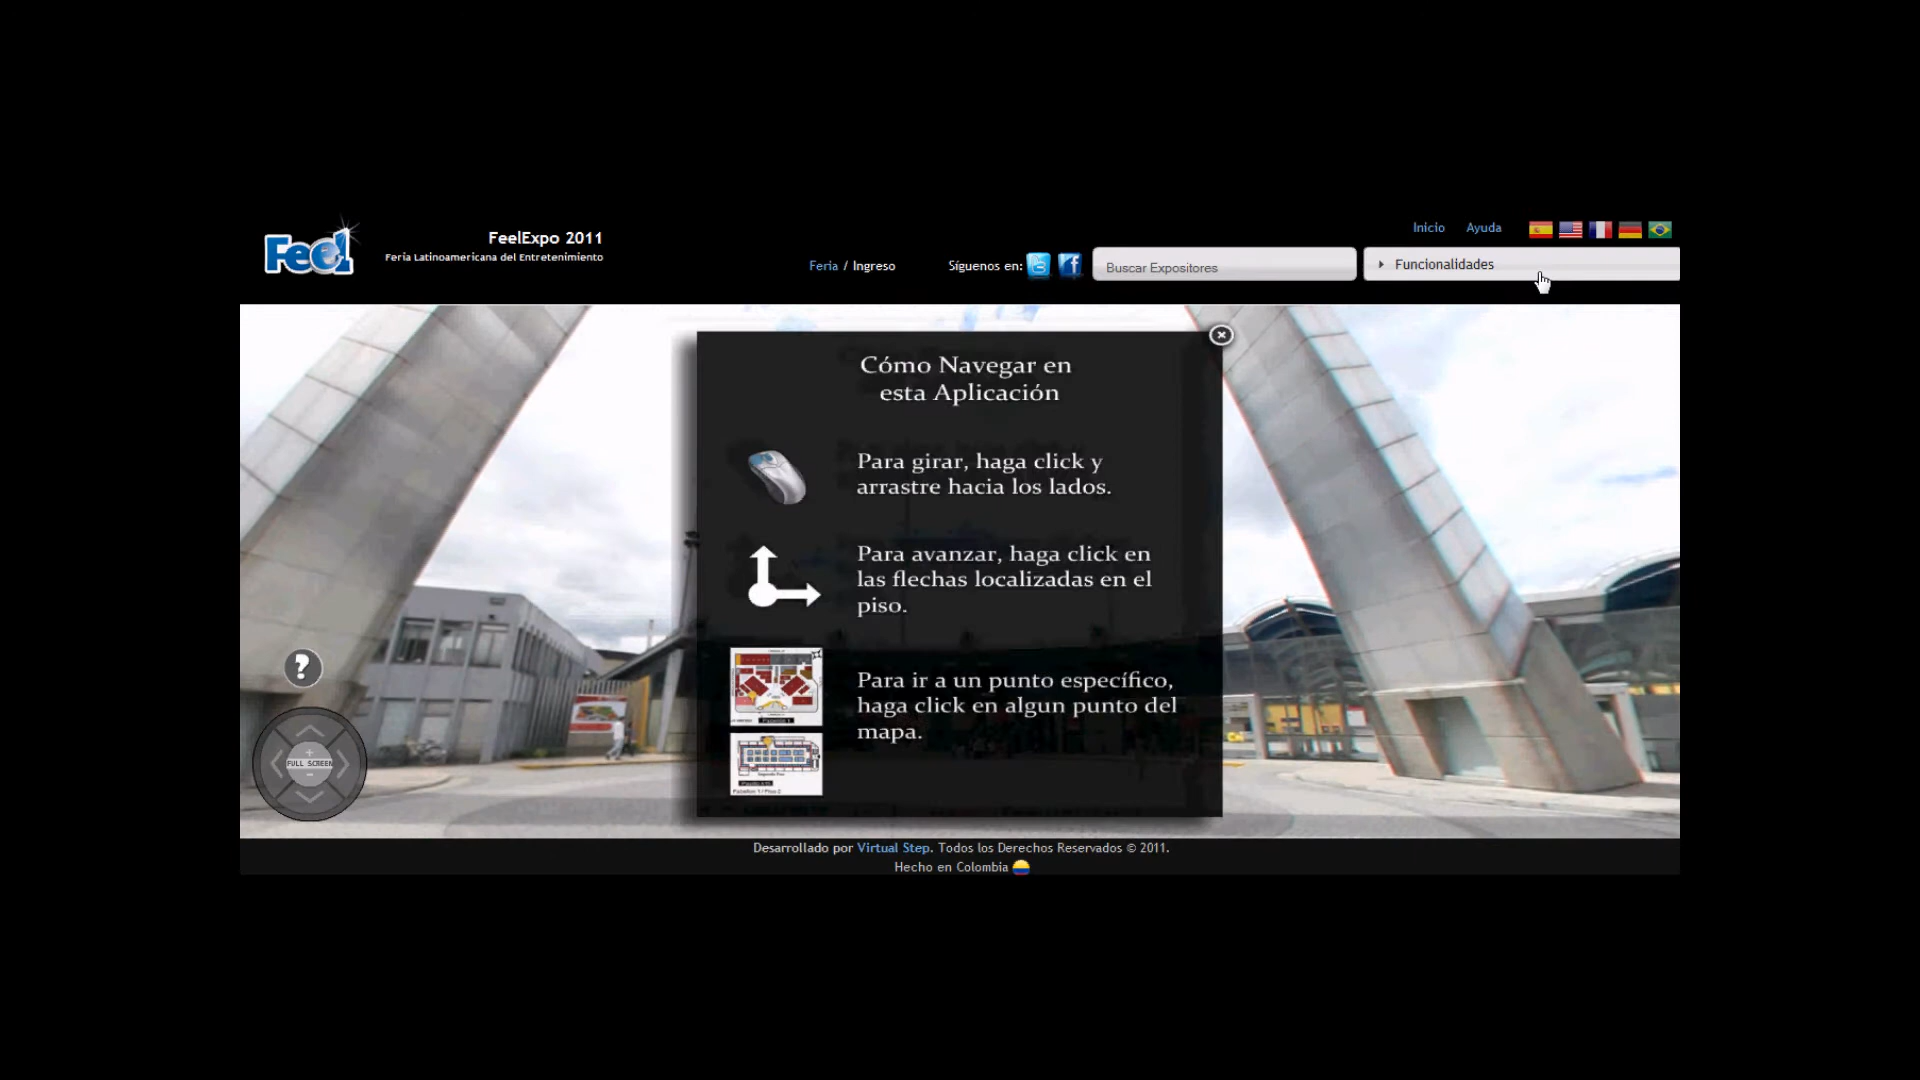 Feel
FeelExpo 2011
Feria Latinoamericana del Entretenimiento
Feria / Ingreso
Síguenos en:
Buscar Expositores
Inicio Ayuda
Funcionalidades
Cómo Navegar en
esta Aplicación
Para girar, haga click y
arrastre hacia los lados.
Para avanzar, haga click en
las flechas localizadas en el
piso.
Para ir a un punto específico,
haga click en algun punto del
mapa.
?
FULL SCREEN
Desarrollado por Virtual Step. Todos los Derechos Reservados © 2011.
Hecho en Colombia